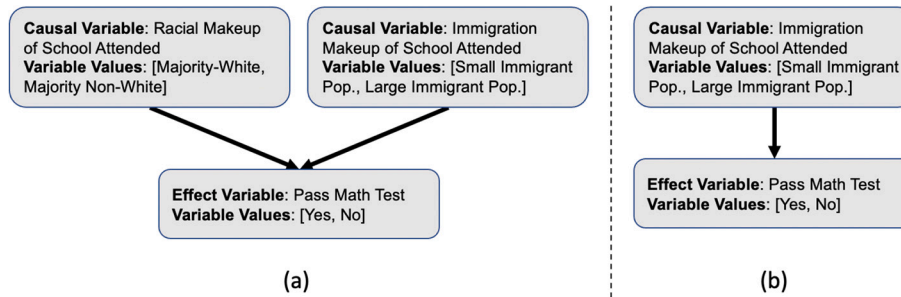 Causal Variable: Racial Makeup
of School Attended
Variable Values: [Majority-White,
Majority Non-White]
Causal Variable: Immigration
Makeup of School Attended
Variable Values: [Small Immigrant
Pop., Large Immigrant Pop.]
Effect Variable: Pass Math Test
Variable Values: [Yes, No]
(a)
Causal Variable: Immigration
Makeup of School Attended
Variable Values: [Small Immigrant
Pop., Large Immigrant Pop.]
Effect Variable: Pass Math Test
Variable Values: [Yes, No]
(b)